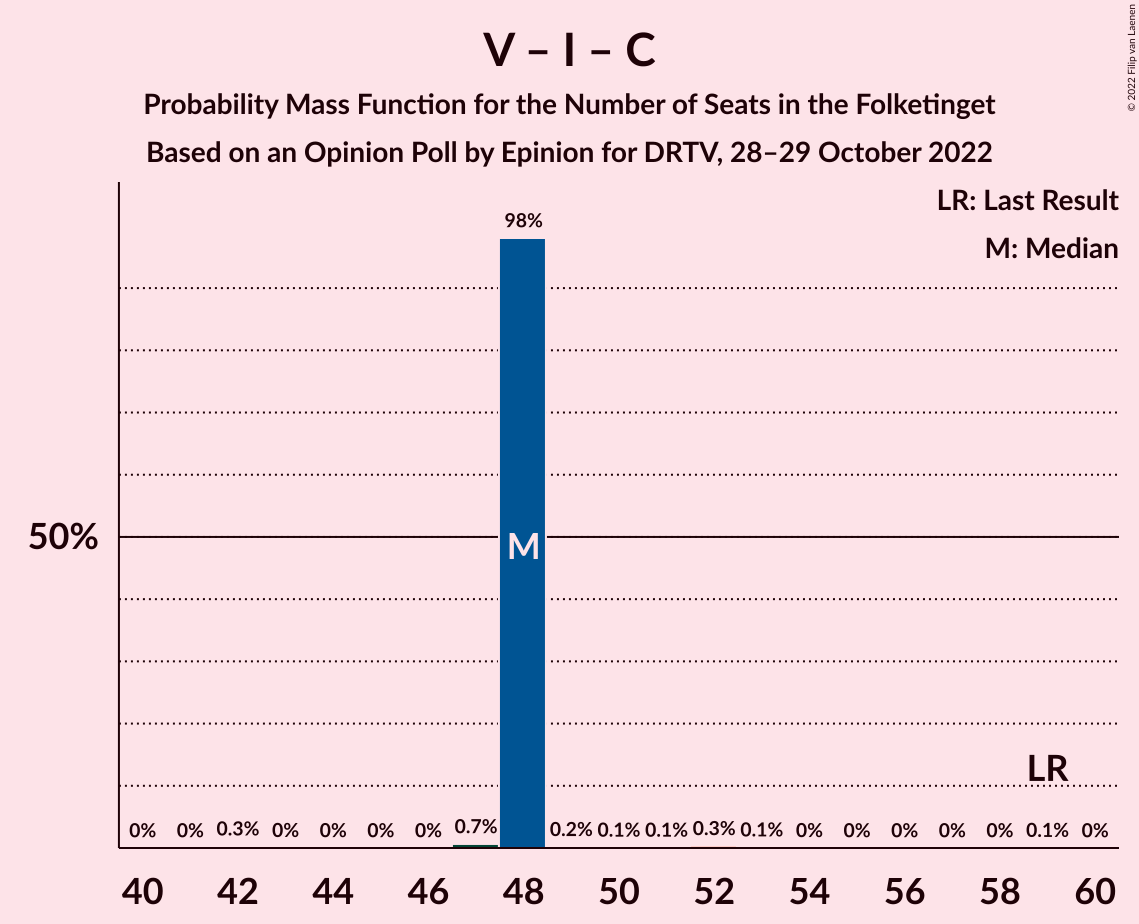 V – I – C
Probability Mass Function for the Number of Seats in the Folketinget
Based on an Opinion Poll by Epinion for DRTV, 28–29 October 2022
© 2022 Filip van Laenen
LR: Last Result
M: Median
98%
50%
M
LR
0% 0% 0.3% 0% 0% 0% 0% 0.7% 0.2% 0.1% 0.1% 0.3% 0.1% 0% 0% 0% 0% 0% 0.1% 0%
40 42 44 46 48 50 52 54 56 58 60